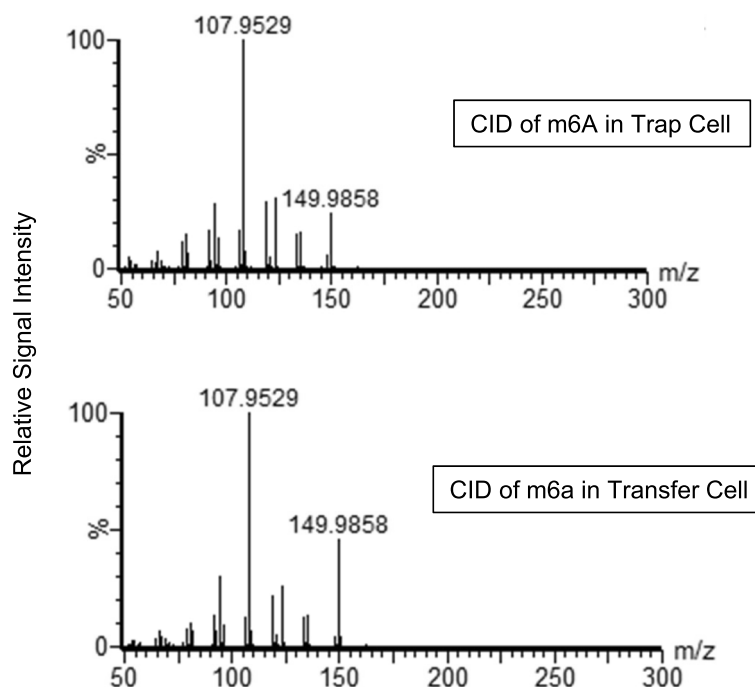 107.9529
100
CID of m6A in Trap Cell
%
149.9858
0
m/z
50 100 150 200 250 300
Relative Signal Intensity
107.9529
100
CID of m6a in Transfer Cell
149.9858
%
0
m/z
50 100 150 200 250 300